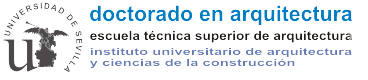 UNIVERSIDAD DE SEVILLA
doctorado en arquitectura
escuela técnica superior de arquitectura
instituto universitario de arquitectura
y ciencias de la construcción